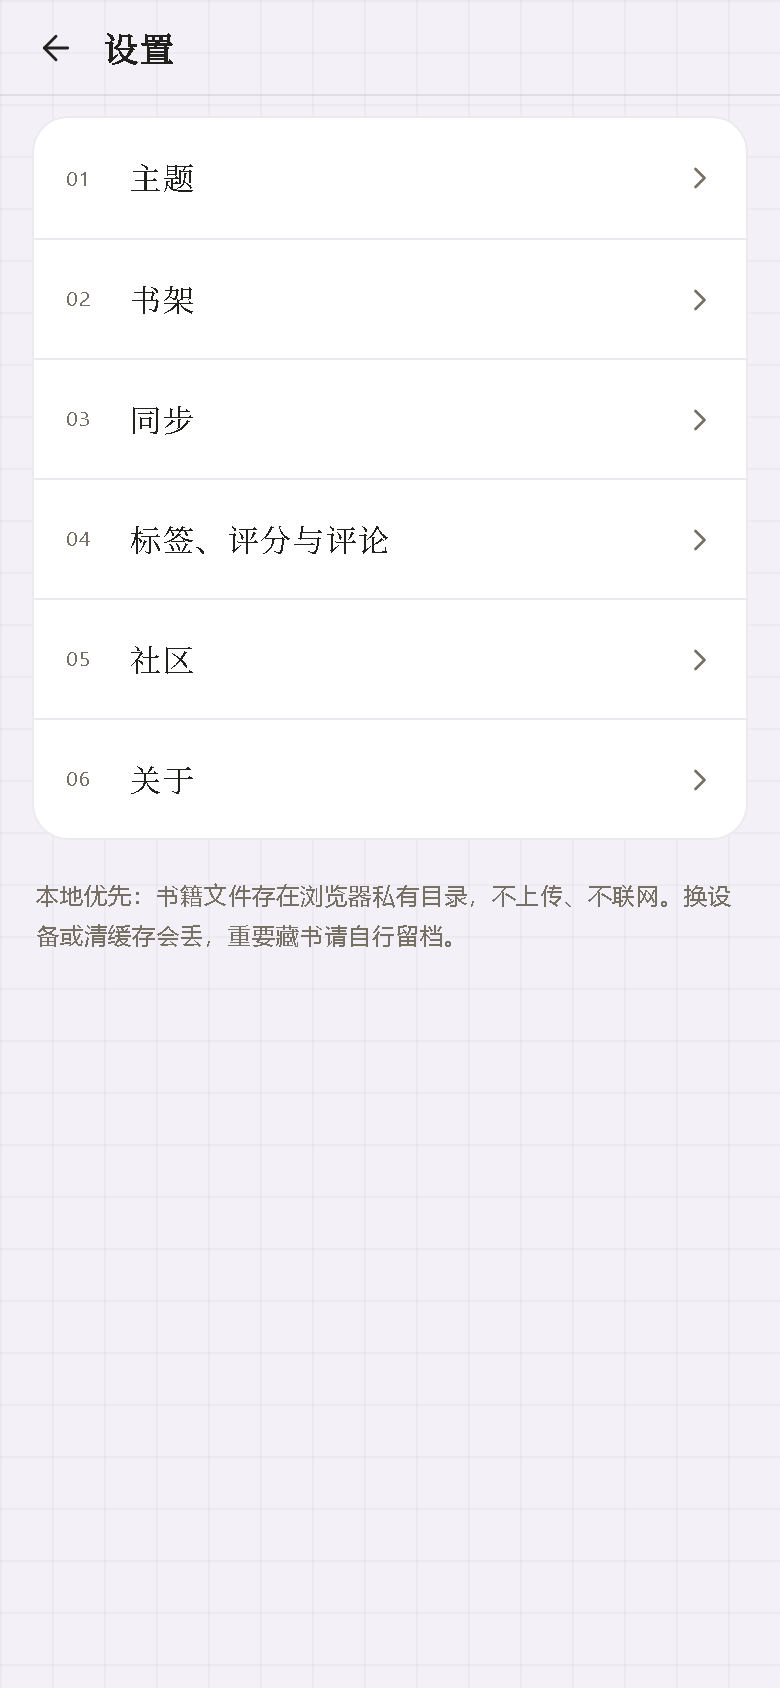 设置
01 主题
02 书架
03 同步
04 标签、评分与评论
05 社区
06 关于
本地优先：书籍文件存在浏览器私有目录，不上传、不联网。换设
备或清缓存会丢，重要藏书请自行留档。